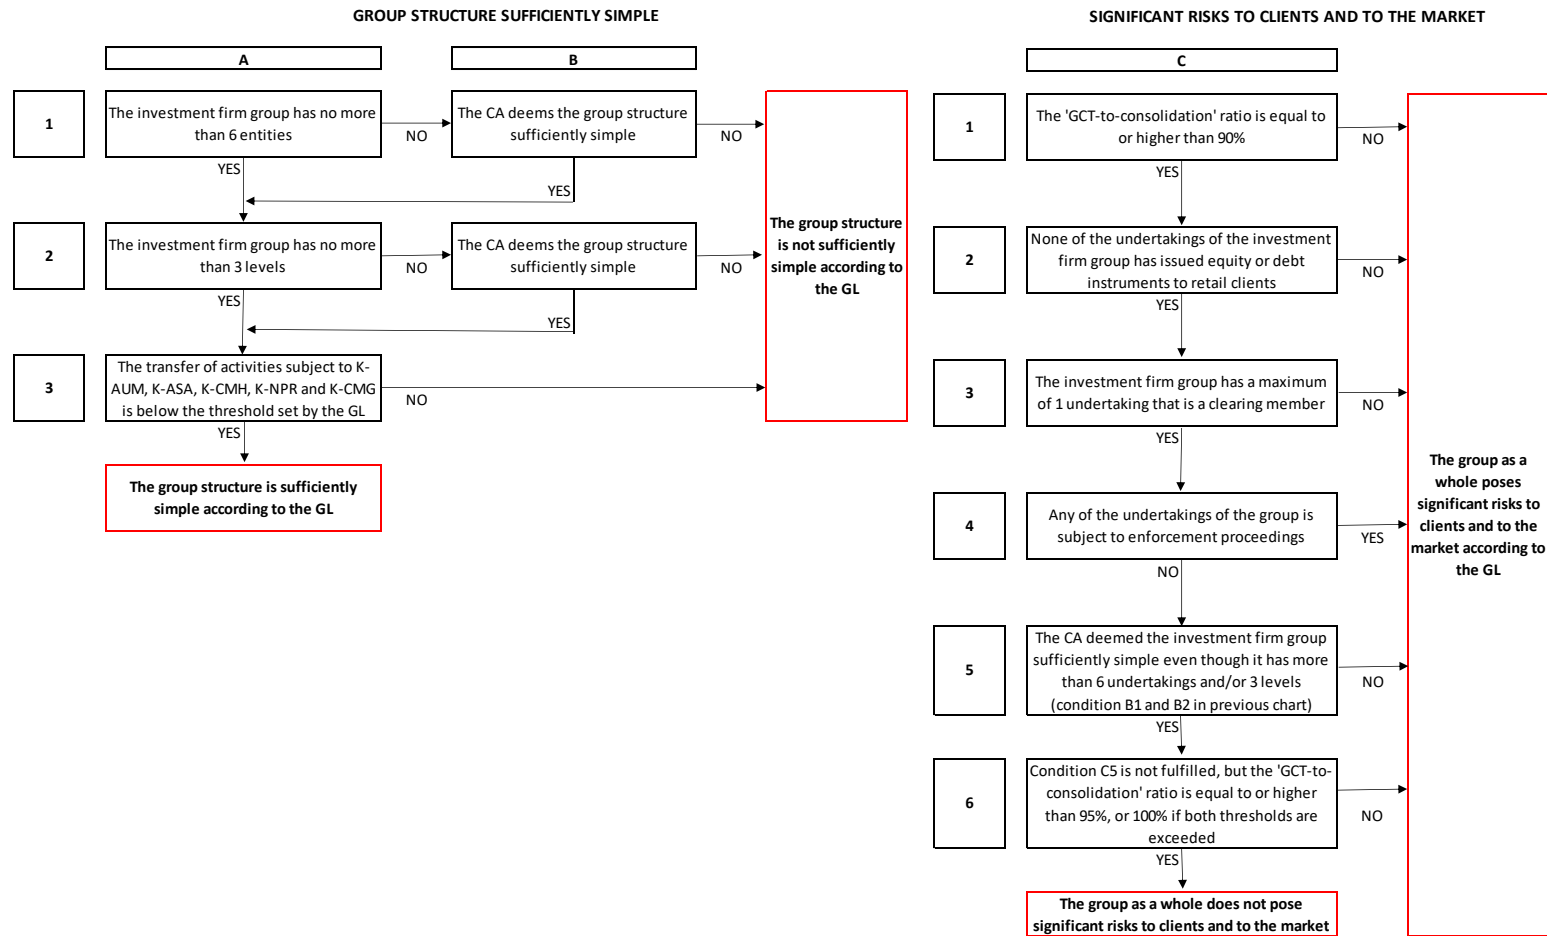 GROUP STRUCTURE SUFFICIENTLY SIMPLE
A
B
1
The investment firm group has no more
than 6 entities
NO
The CA deems the group structure
sufficiently simple
NO
YES
YES
2
The investment firm group has no more
than 3 levels
NO
The CA deems the group structure
sufficiently simple
NO
YES
YES
3
The transfer of activities subject to K-
AUM, K-ASA, K-CMH, K-NPR and K-CMG
is below the threshold set by the GL
NO
YES
The group structure is sufficiently
simple according to the GL
The group structure
is not sufficiently
simple according to
the GL
SIGNIFICANT RISKS TO CLIENTS AND TO THE MARKET
C
1
The 'GCT-to-consolidation' ratio is equal to
or higher than 90%
NO
YES
2
None of the undertakings of the investment
firm group has issued equity or debt
instruments to retail clients
NO
YES
3
The investment firm group has a maximum
of 1 undertaking that is a clearing member
NO
YES
4
Any of the undertakings of the group is
subject to enforcement proceedings
YES
NO
5
The CA deemed the investment firm group
sufficiently simple even though it has more
than 6 undertakings and/or 3 levels
(condition B1 and B2 in previous chart)
NO
YES
6
Condition C5 is not fulfilled, but the 'GCT-to-
consolidation' ratio is equal to or higher
than 95%, or 100% if both thresholds are
exceeded
NO
YES
The group as a whole does not pose
significant risks to clients and to the market
The group as a
whole poses
significant risks to
clients and to the
market according to
the GL